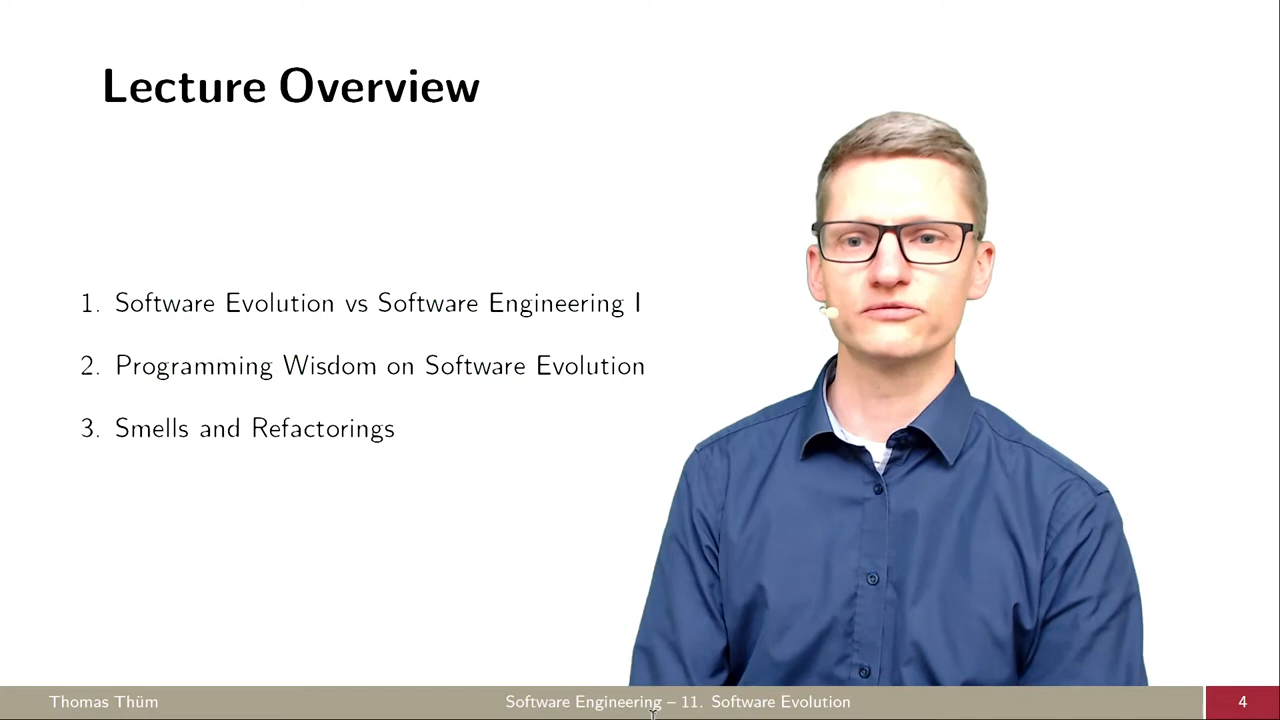 Lecture Overview
1. Software Evolution vs Software Engineering I
2. Programming Wisdom on Software Evolution
3. Smells and Refactorings
Thomas Thüm
Software Engineering – 11. Software Evolution
4